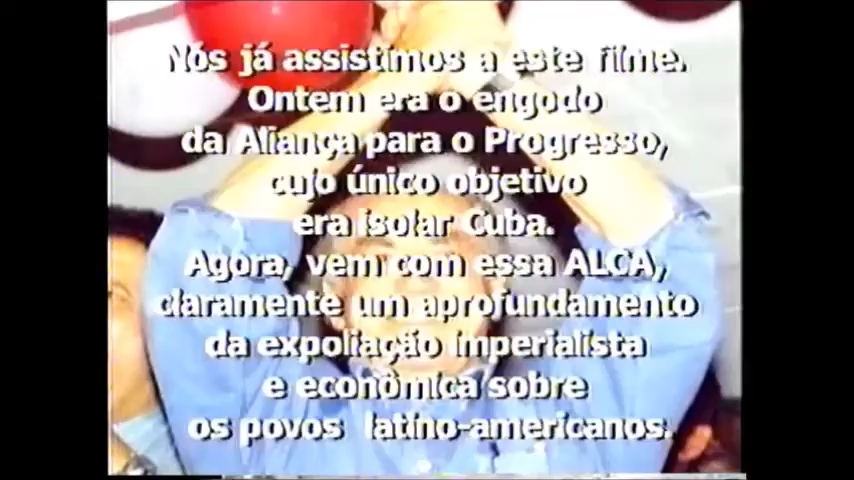 Nós já assistimos a este filme.
Ontem era o engodo
da Aliança para o Progresso,
cujo único objetivo
era isolar Cuba.
Agora, vem com essa ALCA,
claramente um aprofundamento
da expoliação imperialista
e econômica sobre
os povos latino-americanos.